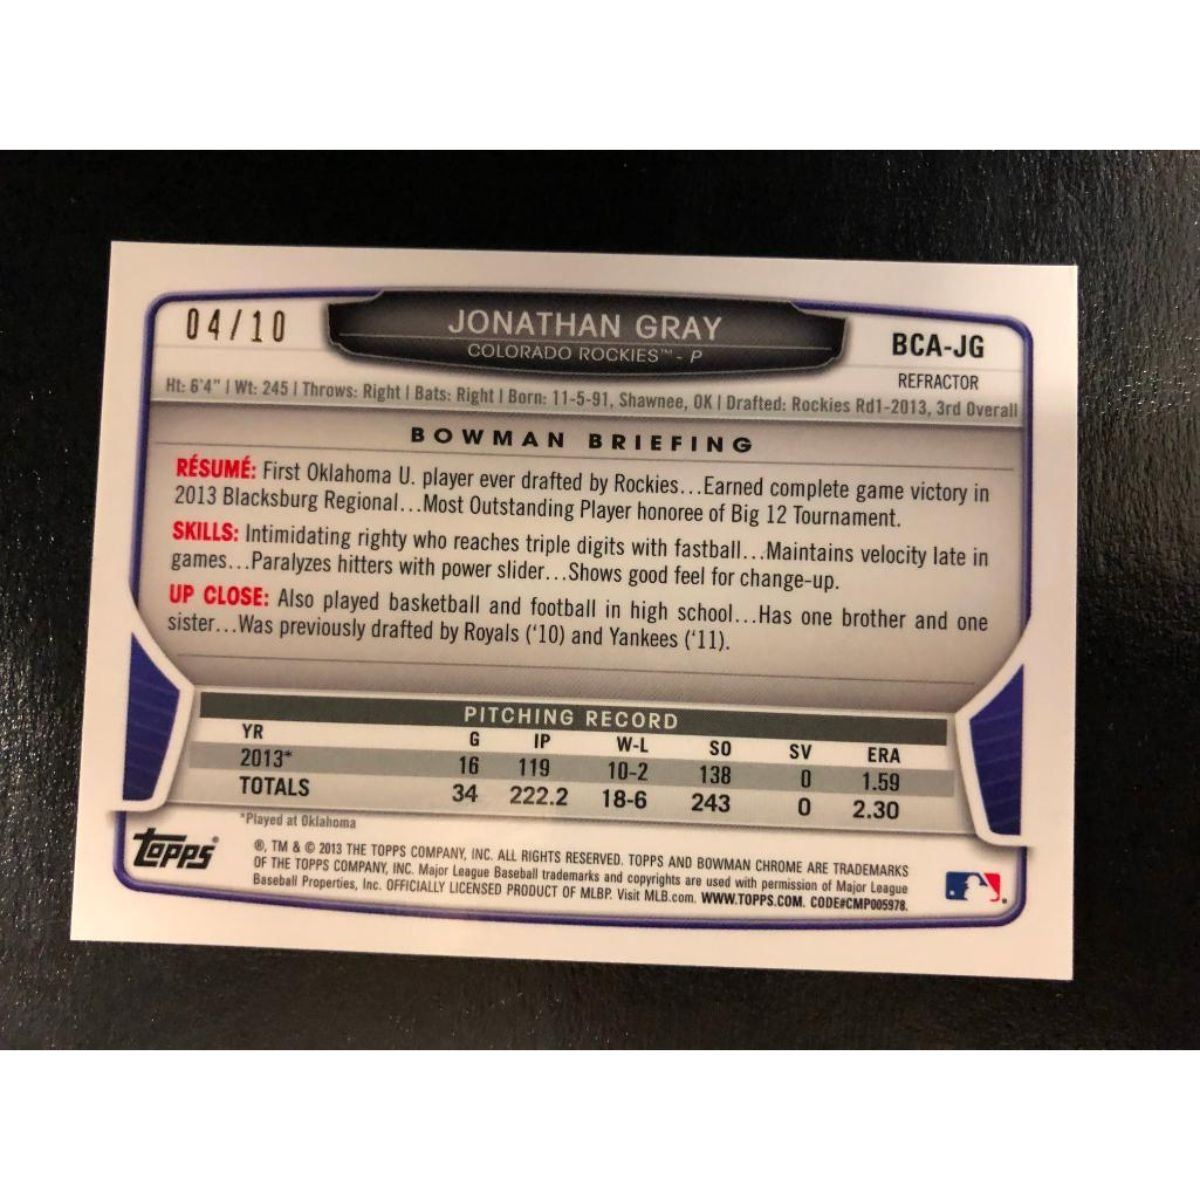 04/10
JONATHAN GRAY
COLORADO ROCKIES™ - P
BCA-JG
REFRACTOR
Ht: 6'4" | Wt: 245 | Throws: Right | Bats: Right | Born: 11-5-91, Shawnee, OK | Drafted: Rockies Rd1-2013, 3rd Overall
BOWMAN BRIEFING
RÉSUMÉ: First Oklahoma U. player ever drafted by Rockies...Earned complete game victory in
2013 Blacksburg Regional...Most Outstanding Player honoree of Big 12 Tournament.
SKILLS: Intimidating righty who reaches triple digits with fastball...Maintains velocity late in
games...Paralyzes hitters with power slider...Shows good feel for change-up.
UP CLOSE: Also played basketball and football in high school...Has one brother and one
sister...Was previously drafted by Royals ('10) and Yankees ('11).
PITCHING RECORD
YR G IP W-L SO SV ERA
2013* 16 119 10-2 138 0 1.59
TOTALS 34 222.2 18-6 243 0 2.30
*Played at Oklahoma
Topps®
®, TM & © 2013 THE TOPPS COMPANY, INC. ALL RIGHTS RESERVED. TOPPS AND BOWMAN CHROME ARE TRADEMARKS
OF THE TOPPS COMPANY, INC. Major League Baseball trademarks and copyrights are used with permission of Major League
Baseball Properties, Inc. OFFICIALLY LICENSED PRODUCT OF MLBP. Visit MLB.com. WWW.TOPPS.COM. CODE#CMP005978.